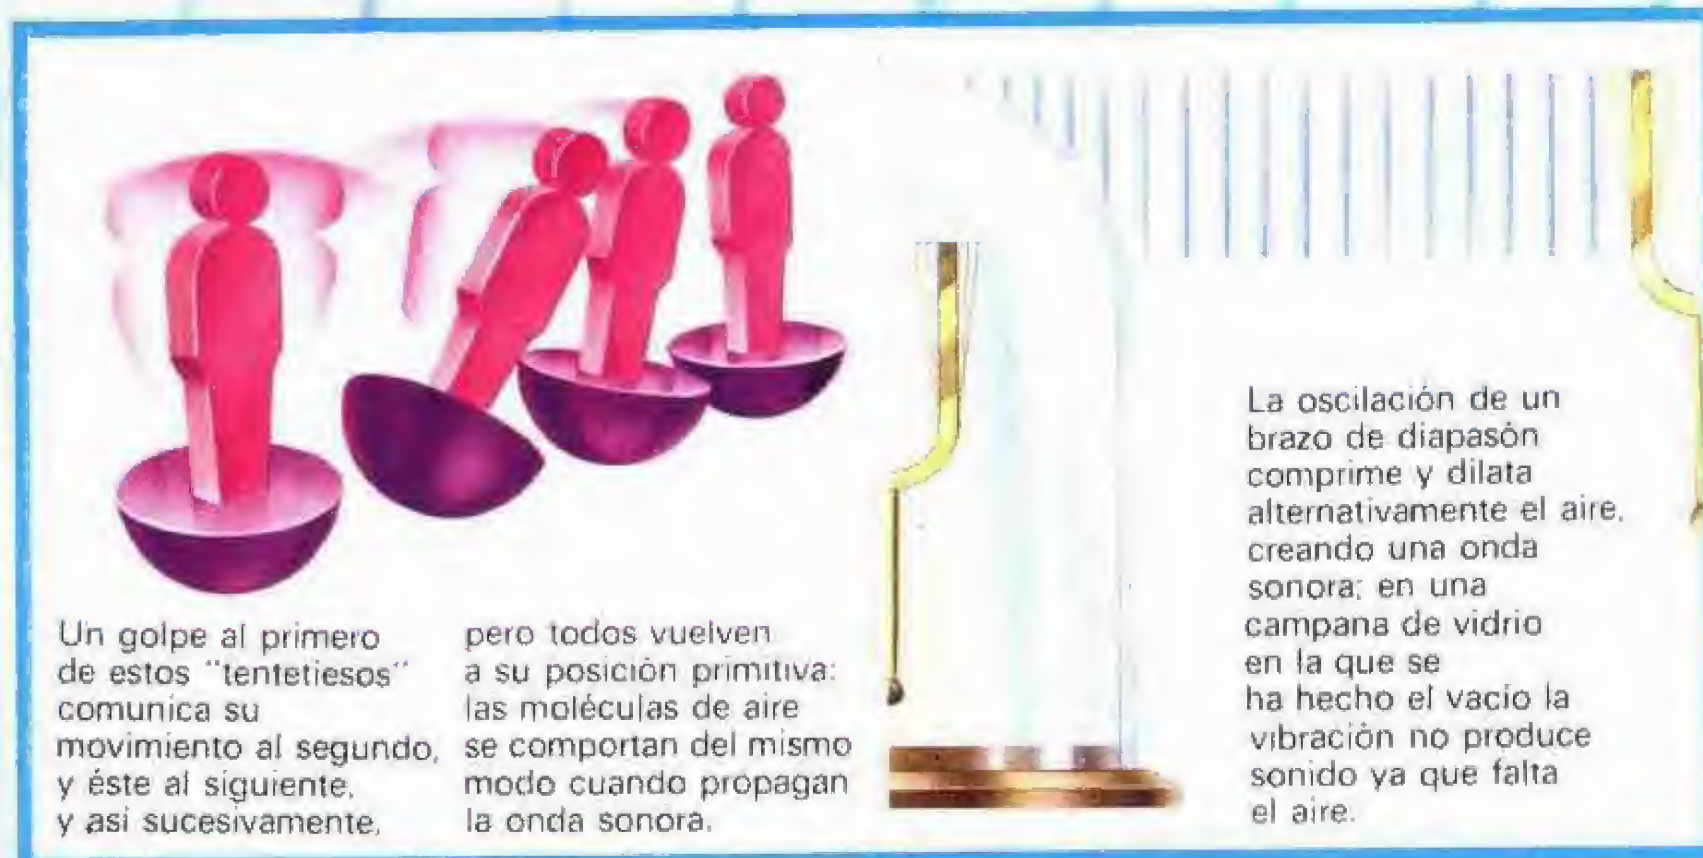 Un golpe al primero
de estos "tentetiesos"
comunica su
movimiento al segundo,
y éste al siguiente,
y así sucesivamente,
pero todos vuelven
a su posición primitiva:
las moléculas de aire
se comportan del mismo
modo cuando propagan
la onda sonora.
La oscilación de un
brazo de diapasón
comprime y dilata
alternativamente el aire,
creando una onda
sonora; en una
campana de vidrio
en la que se
ha hecho el vacío la
vibración no produce
sonido ya que falta
el aire.